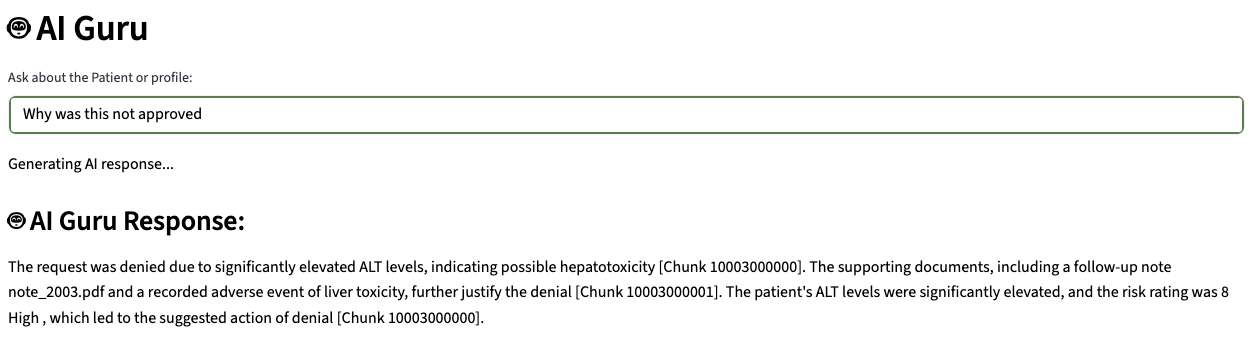 AI Guru
Ask about the Patient or profile:
Why was this not approved
Generating AI response...
AI Guru Response:
The request was denied due to significantly elevated ALT levels, indicating possible hepatotoxicity [Chunk 10003000000]. The supporting documents, including a follow-up note
note_2003.pdf and a recorded adverse event of liver toxicity, further justify the denial [Chunk 10003000001]. The patient's ALT levels were significantly elevated, and the risk rating was 8
High , which led to the suggested action of denial [Chunk 10003000000].